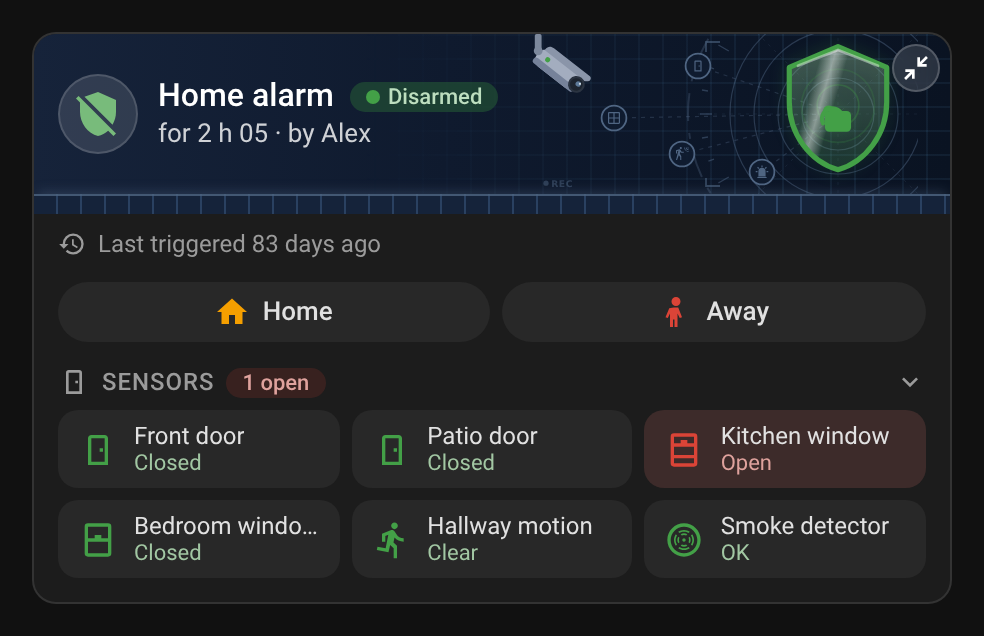 Home alarm
Disarmed
for 2 h 05 · by Alex
REC
Last triggered 83 days ago
Home
Away
SENSORS
1 open
Front door
Closed
Patio door
Closed
Kitchen window
Open
Bedroom windo...
Closed
Hallway motion
Clear
Smoke detector
OK